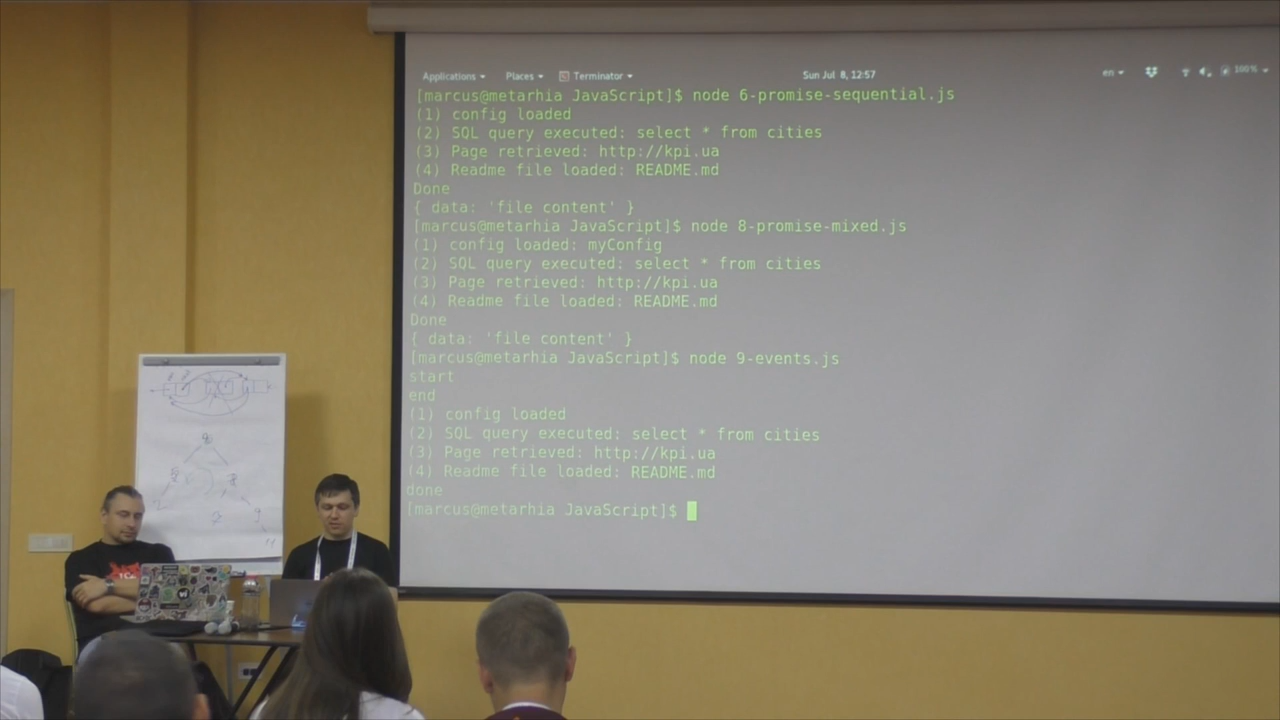 Applications Places Terminator Sun Jul 8, 12:57 en 100%
[marcus@metarhia JavaScript]$ node 6-promise-sequential.js
(1) config loaded
(2) SQL query executed: select * from cities
(3) Page retrieved: http://kpi.ua
(4) Readme file loaded: README.md
Done
{ data: 'file content' }
[marcus@metarhia JavaScript]$ node 8-promise-mixed.js
(1) config loaded: myConfig
(2) SQL query executed: select * from cities
(3) Page retrieved: http://kpi.ua
(4) Readme file loaded: README.md
Done
{ data: 'file content' }
[marcus@metarhia JavaScript]$ node 9-events.js
start
end
(1) config loaded
(2) SQL query executed: select * from cities
(3) Page retrieved: http://kpi.ua
(4) Readme file loaded: README.md
done
[marcus@metarhia JavaScript]$